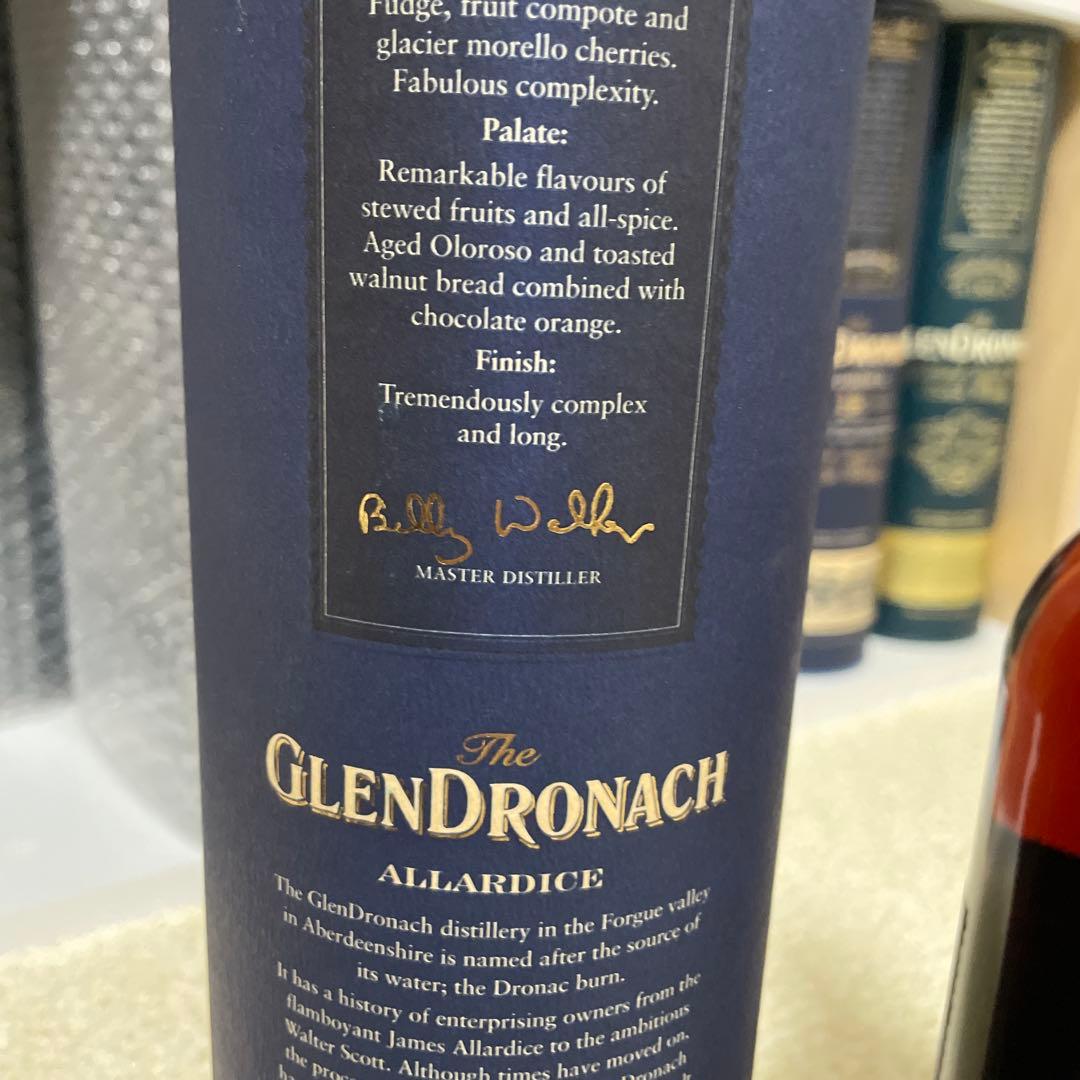 Fudge, fruit compote and
glacier morello cherries.
Fabulous complexity.
Palate:
Remarkable flavours of
stewed fruits and all-spice.
Aged Oloroso and toasted
walnut bread combined with
chocolate orange.
Finish:
Tremendously complex
and long.
Billy Walker
MASTER DISTILLER
The
GLENDRONACH
ALLARDICE
The GlenDronach distillery in the Forgue valley
in Aberdeenshire is named after the source of
its water; the Dronac burn.
It has a history of enterprising owners from the
flamboyant James Allardice to the ambitious
Walter Scott. Although times have moved on,
the